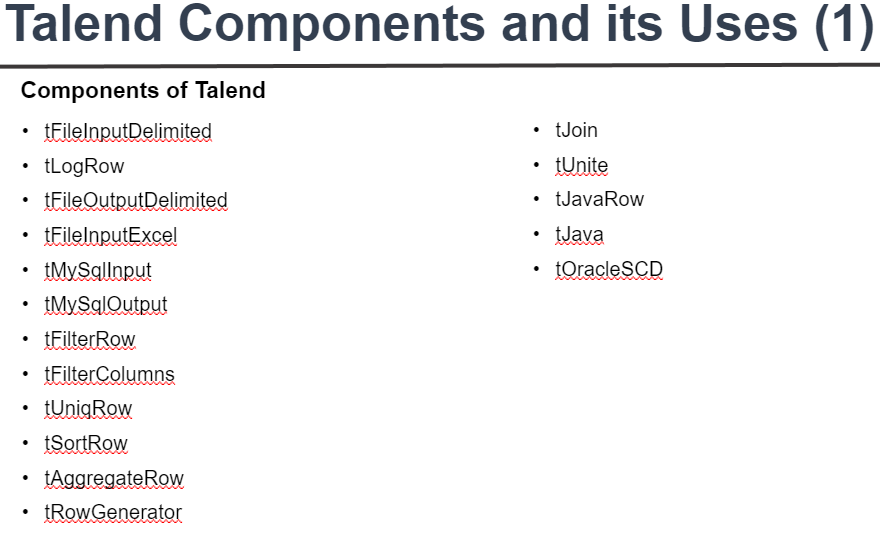 Talend Components and its Uses (1)
Components of Talend
• tFileInputDelimited
• tLogRow
• tFileOutputDelimited
• tFileInputExcel
• tMySqlInput
• tMySqlOutput
• tFilterRow
• tFilterColumns
• tUniqRow
• tSortRow
• tAggregateRow
• tRowGenerator
• tJoin
• tUnite
• tJavaRow
• tJava
• tOracleSCD